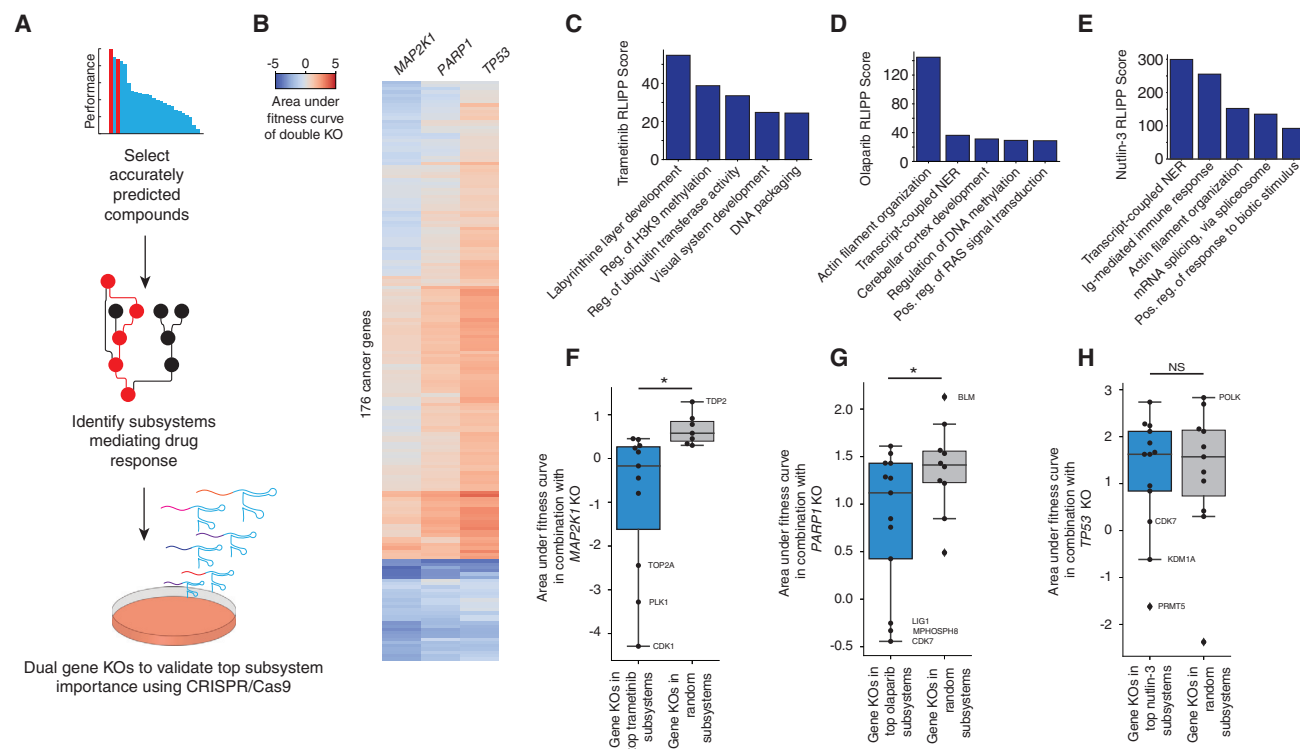 A
Performance
Select
accurately
predicted
compounds
Identify subsystems
mediating drug
response
Dual gene KOs to validate top subsystem
importance using CRISPR/Cas9
B
-5
0
5
Area under
fitness curve
of double KO
MAP2K1
PARP1
TP53
176 cancer genes
C
Trametinib RLIPP Score
40
20
0
Labyrinthine layer development
Reg. of H3K9 methylation
Reg. of ubiquitin transferase activity
Visual system development
DNA packaging
D
Olaparib RLIPP Score
120
80
40
0
Actin filament organization
Transcript-coupled NER
Cerebellar cortex development
Regulation of DNA methylation
Pos. reg. of RAS signal transduction
E
Nutlin-3 RLIPP Score
300
200
100
0
Transcript-coupled NER
Ig-mediated immune response
Actin filament organization
mRNA splicing, via spliceosome
Pos. reg. of response to biotic stimulus
F
Area under fitness curve
in combination with
MAP2K1 KO
1
0
-1
-2
-3
-4
*
TDP2
TOP2A
PLK1
CDK1
Gene KOs in
top trametinib
subsystems
Gene KOs in
random
subsystems
G
Area under fitness curve
in combination with
PARP1 KO
2.0
1.5
1.0
0.5
0.0
-0.5
*
BLM
LIG1
MPHOSPH8
CDK7
Gene KOs in
top olaparib
subsystems
Gene KOs in
random
subsystems
H
Area under fitness curve
in combination with
TP53 KO
3
2
1
0
-1
-2
NS
POLK
CDK7
KDM1A
PRMT5
Gene KOs in
top nutlin-3
subsystems
Gene KOs in
random
subsystems